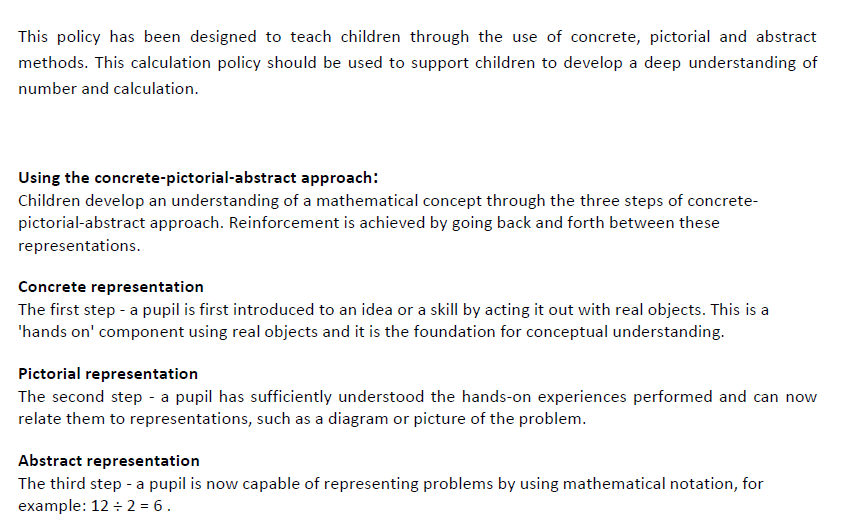 This policy has been designed to teach children through the use of concrete, pictorial and abstract
methods. This calculation policy should be used to support children to develop a deep understanding of
number and calculation.
Using the concrete-pictorial-abstract approach:
Children develop an understanding of a mathematical concept through the three steps of concrete-
pictorial-abstract approach. Reinforcement is achieved by going back and forth between these
representations.
Concrete representation
The first step - a pupil is first introduced to an idea or a skill by acting it out with real objects. This is a
'hands on' component using real objects and it is the foundation for conceptual understanding.
Pictorial representation
The second step - a pupil has sufficiently understood the hands-on experiences performed and can now
relate them to representations, such as a diagram or picture of the problem.
Abstract representation
The third step - a pupil is now capable of representing problems by using mathematical notation, for
example: 12 ÷ 2 = 6 .